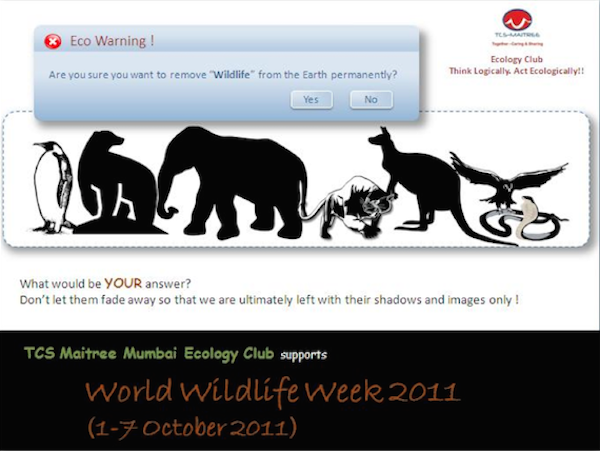 Eco Warning !
Are you sure you want to remove "Wildlife" from the Earth permanently?
Yes No
TCS-MAITREE
Together - Caring & Sharing
Ecology Club
Think Logically. Act Ecologically!!
What would be YOUR answer?
Don't let them fade away so that we are ultimately left with their shadows and images only !
TCS Maitree Mumbai Ecology Club supports
World Wildlife Week 2011
(1-7 October 2011)